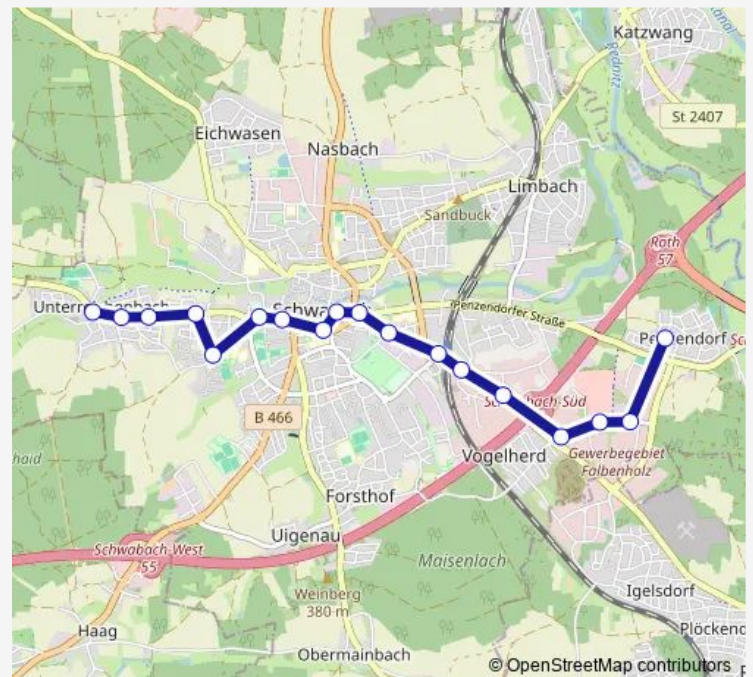 Katzwang
St 2407
Eichwasen
Nasbach
Limbach
Sandbuck
Roth
57
Penzendorfer Straße
Vogelherd
Gewerbegebiet
Falbenholz
B 466
Forsthof
Uigenau
Schwabach-West
55
Maisenlach
Weinberg
380 m
Igelsdorf
Haag
Obermainbach
© OpenStreetMap contributors